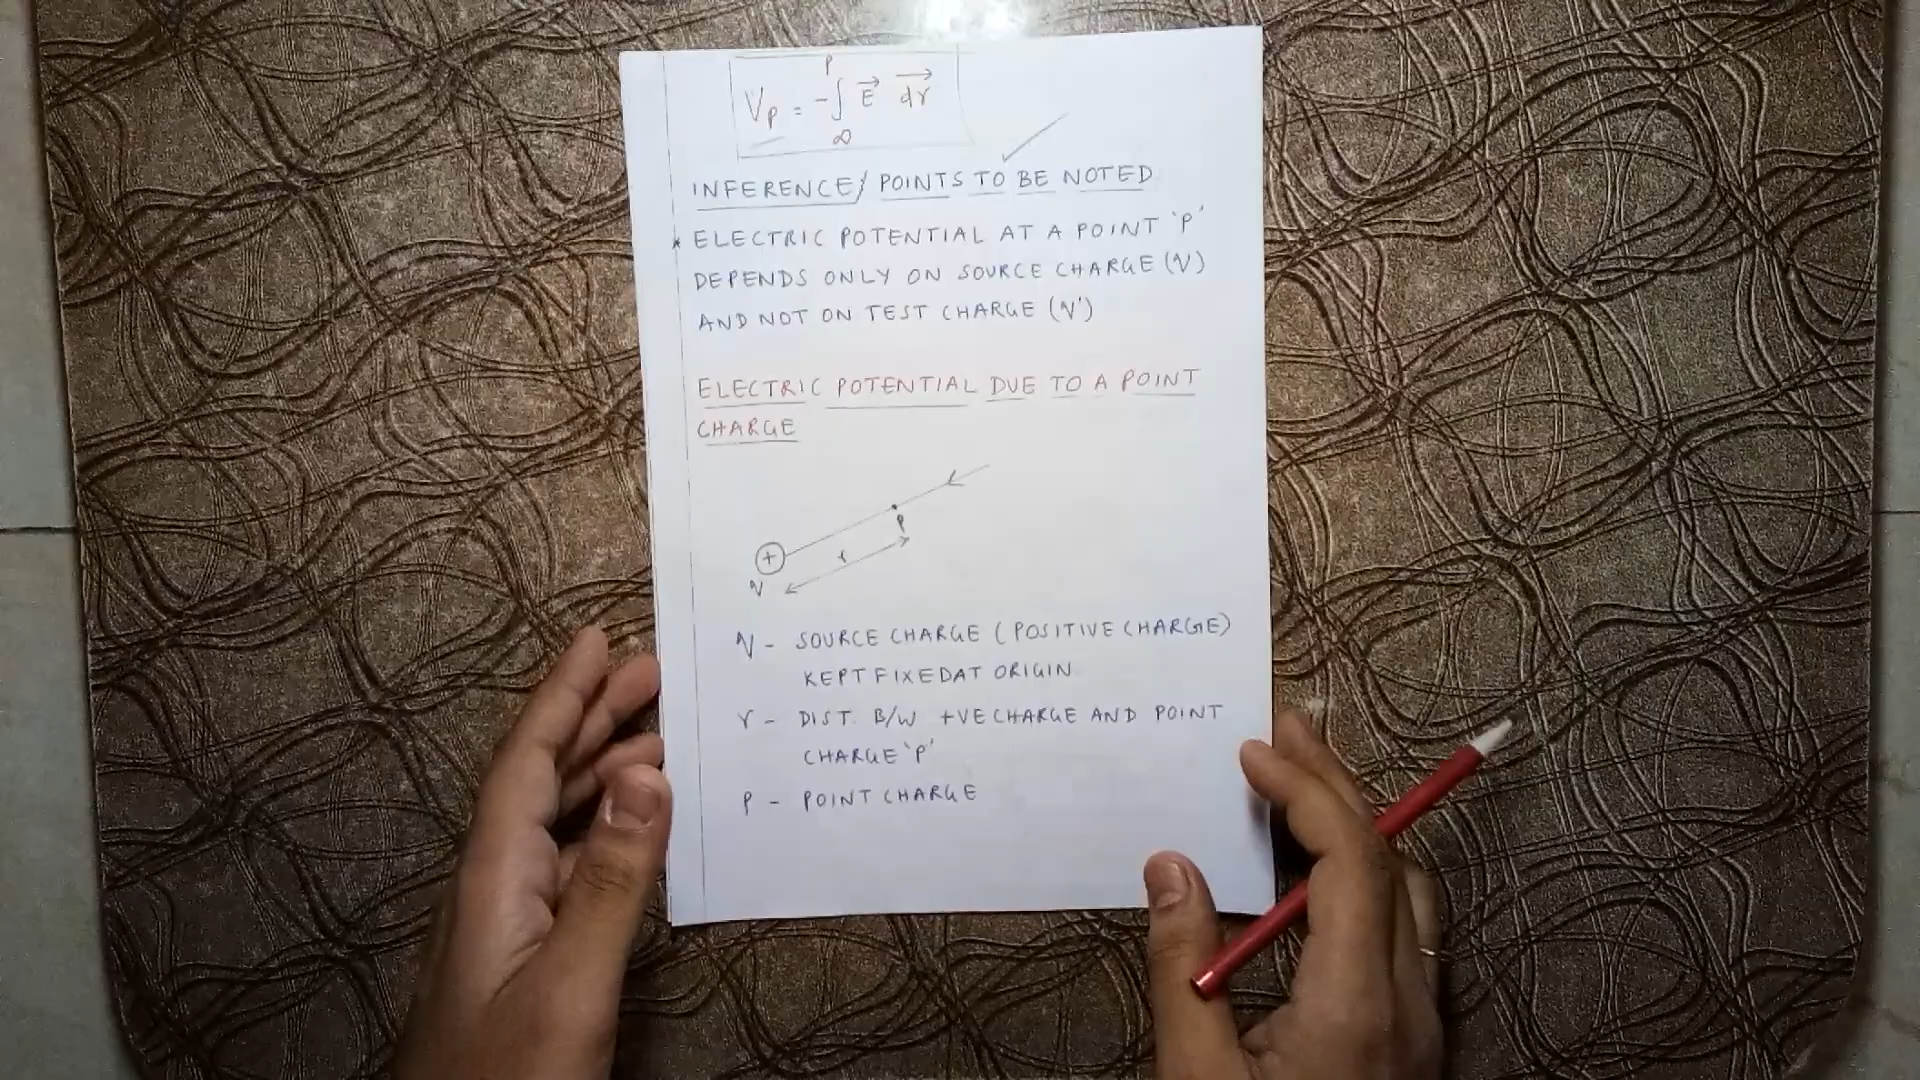 Vp = -∫ E⃗ dr⃗
P
∞
INFERENCE/ POINTS TO BE NOTED
* ELECTRIC POTENTIAL AT A POINT 'P'
DEPENDS ONLY ON SOURCE CHARGE (q)
AND NOT ON TEST CHARGE (q')
ELECTRIC POTENTIAL DUE TO A POINT
CHARGE
P
r
+
q
q - SOURCE CHARGE (POSITIVE CHARGE)
KEPT FIXED AT ORIGIN
r - DIST. B/W +VE CHARGE AND POINT
CHARGE 'P'
P - POINT CHARGE